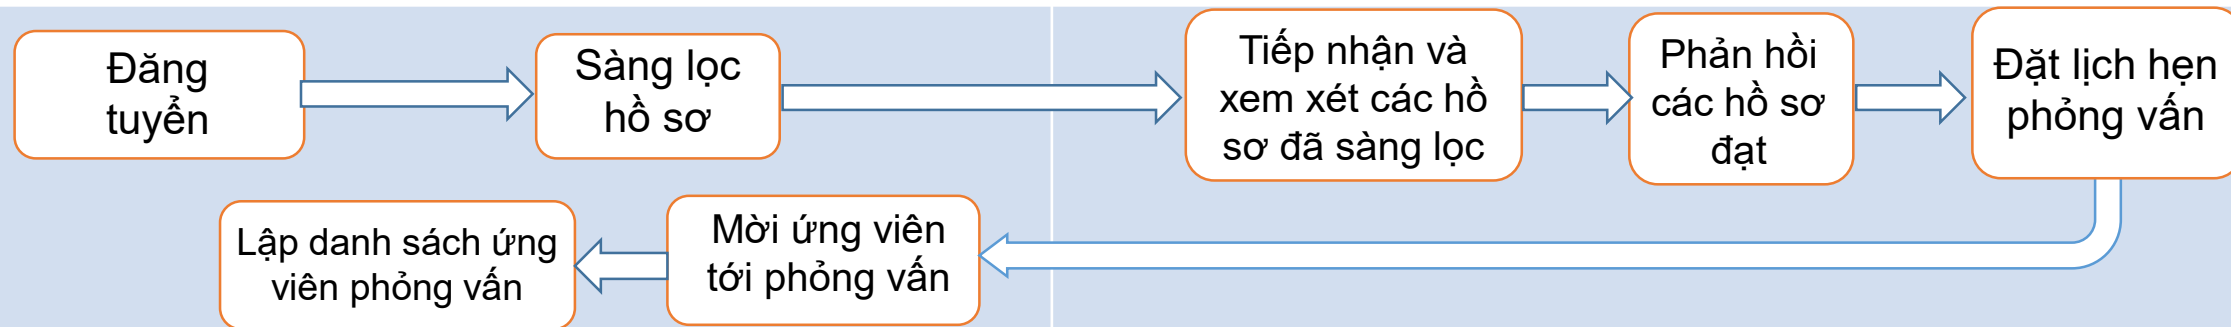 Đăng
tuyển
Sàng lọc
hồ sơ
Tiếp nhận và
xem xét các hồ
sơ đã sàng lọc
Phản hồi
các hồ sơ
đạt
Đặt lịch hẹn
phỏng vấn
Mời ứng viên
tới phỏng vấn
Lập danh sách ứng
viên phỏng vấn